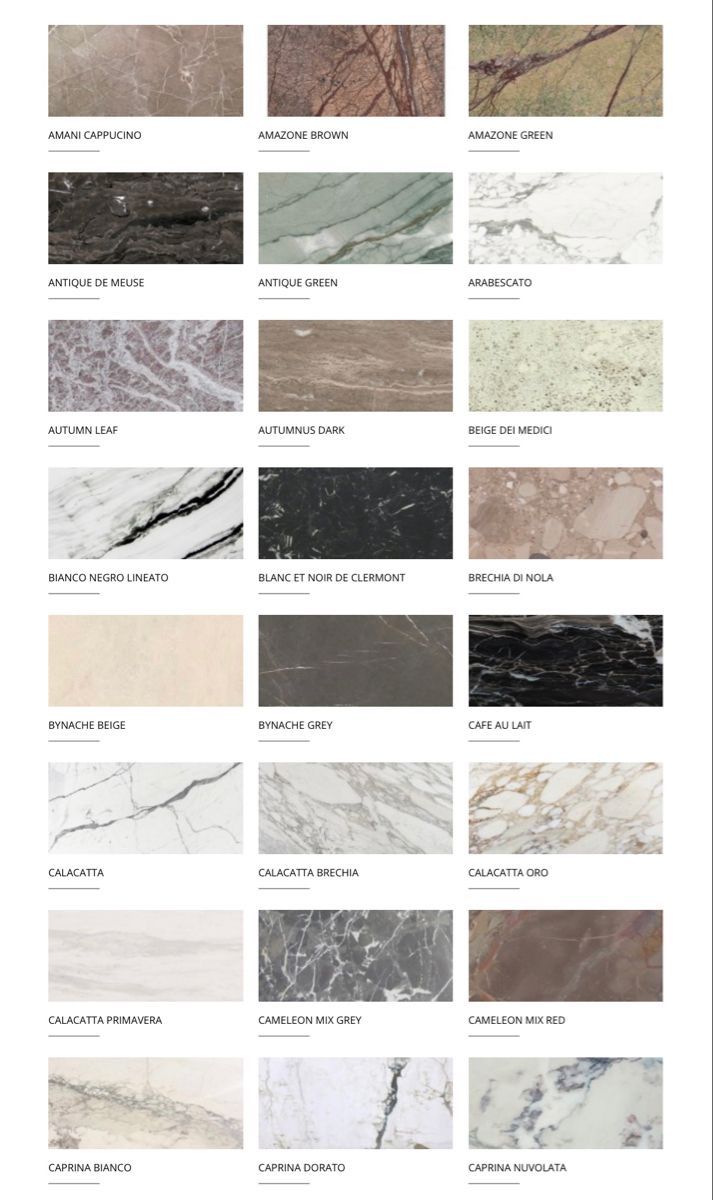 AMANI CAPPUCINO
AMAZONE BROWN
AMAZONE GREEN
ANTIQUE DE MEUSE
ANTIQUE GREEN
ARABESCATO
AUTUMN LEAF
AUTUMNUS DARK
BEIGE DEI MEDICI
BIANCO NEGRO LINEATO
BLANC ET NOIR DE CLERMONT
BRECHIA DI NOLA
BYNACHE BEIGE
BYNACHE GREY
CAFE AU LAIT
CALACATTA
CALACATTA BRECHIA
CALACATTA ORO
CALACATTA PRIMAVERA
CAMELEON MIX GREY
CAMELEON MIX RED
CAPRINA BIANCO
CAPRINA DORATO
CAPRINA NUVOLATA